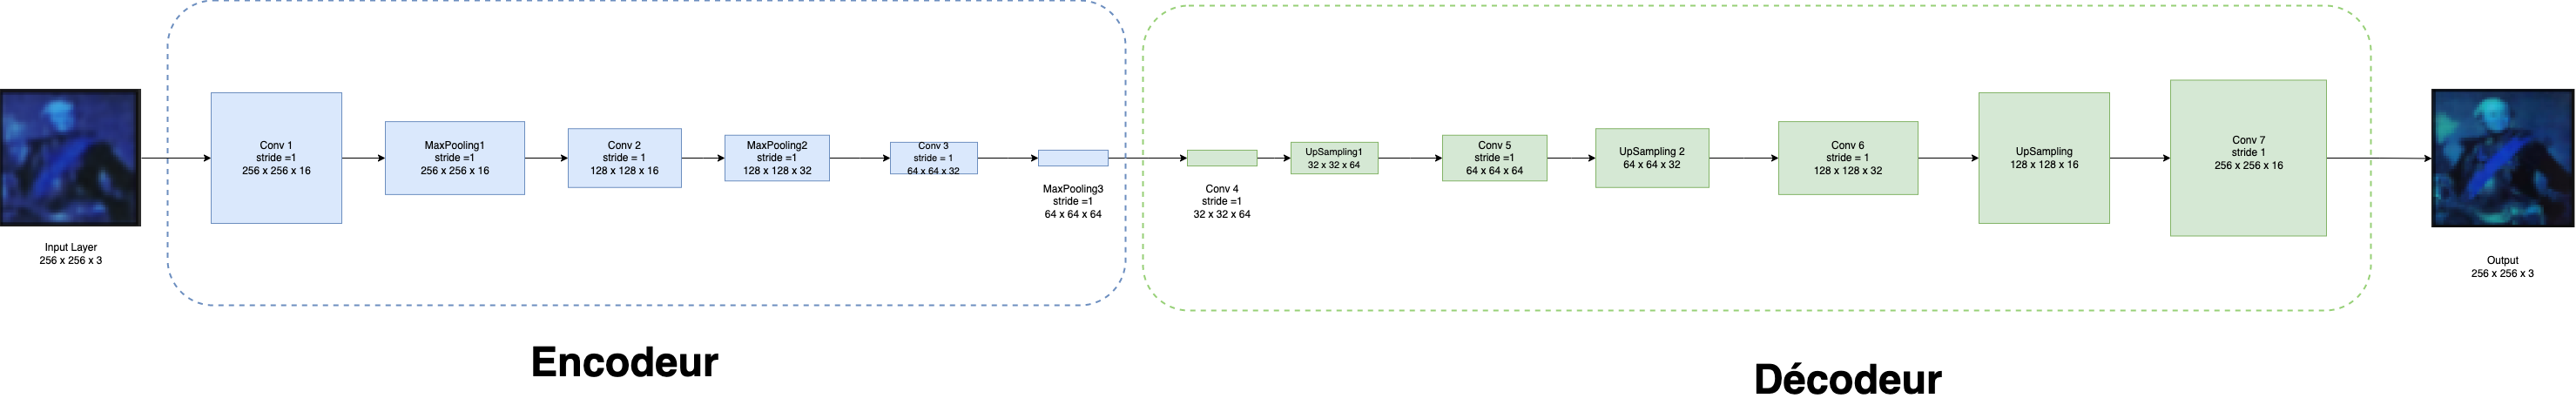 Input Layer
256 x 256 x 3
Conv 1
stride =1
256 x 256 x 16
MaxPooling1
stride =1
256 x 256 x 16
Conv 2
stride = 1
128 x 128 x 16
MaxPooling2
stride =1
128 x 128 x 32
Conv 3
stride = 1
64 x 64 x 32
MaxPooling3
stride =1
64 x 64 x 64
Conv 4
stride =1
32 x 32 x 64
UpSampling1
32 x 32 x 64
Conv 5
stride =1
64 x 64 x 64
UpSampling 2
64 x 64 x 32
Conv 6
stride = 1
128 x 128 x 32
UpSampling
128 x 128 x 16
Conv 7
stride 1
256 x 256 x 16
Output
256 x 256 x 3
Encodeur
Décodeur